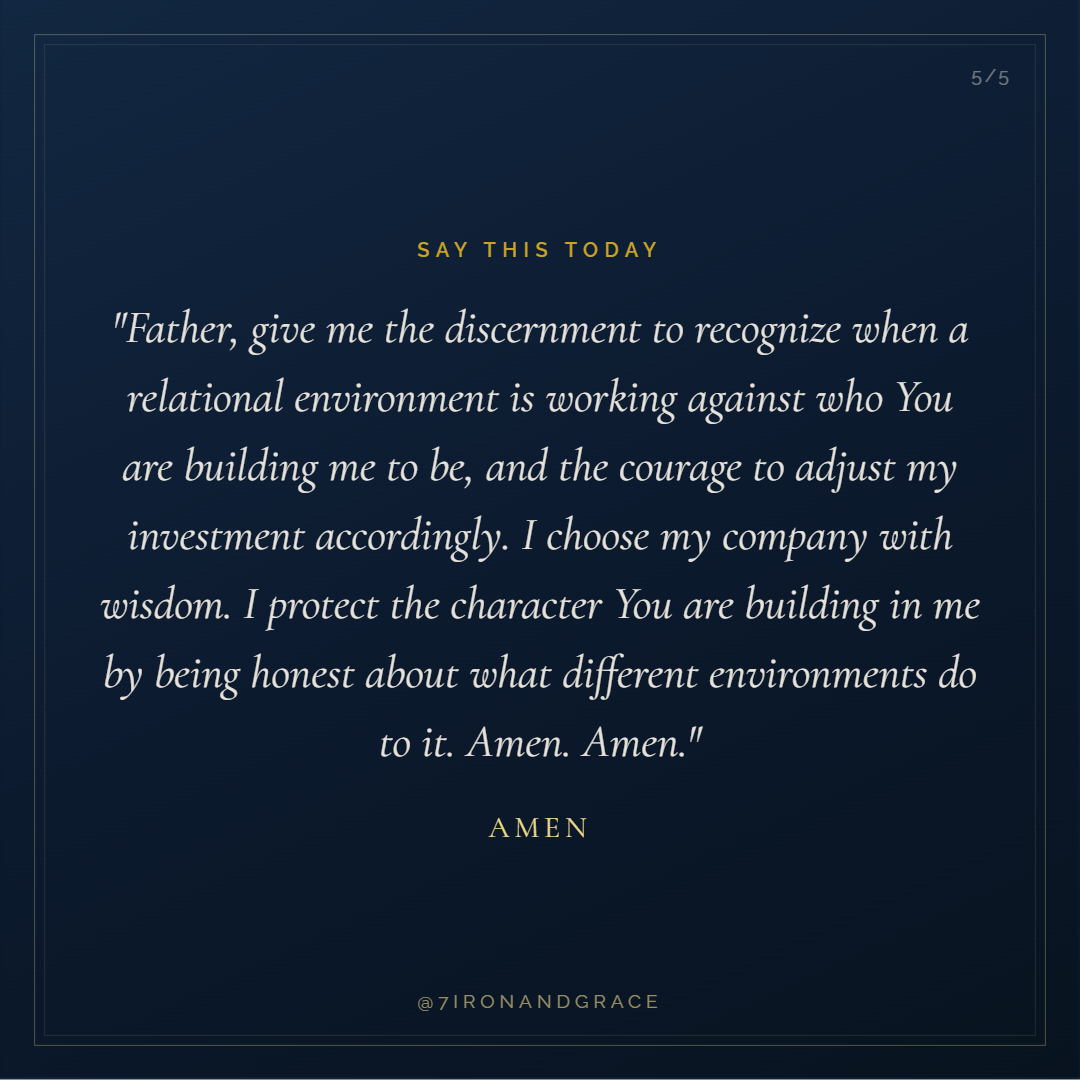 5/5
SAY THIS TODAY
"Father, give me the discernment to recognize when a
relational environment is working against who You
are building me to be, and the courage to adjust my
investment accordingly. I choose my company with
wisdom. I protect the character You are building in me
by being honest about what different environments do
to it. Amen. Amen."
AMEN
@7IRONANDGRACE